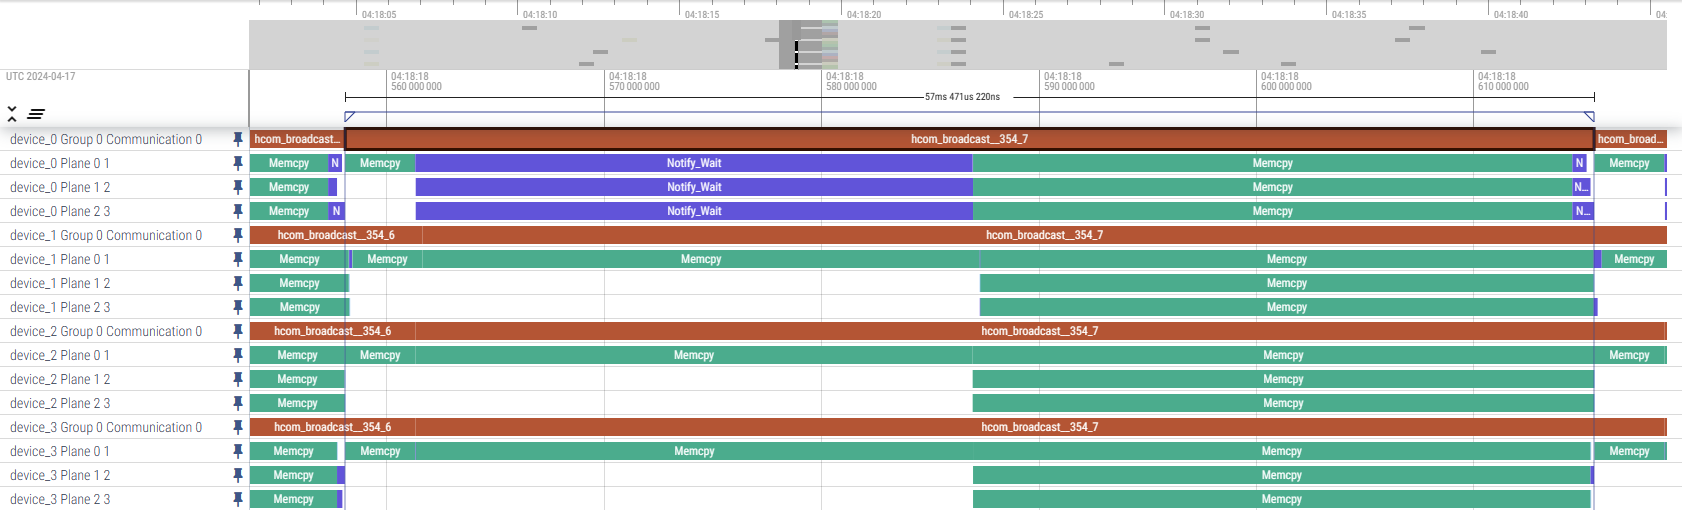 04:18:05 04:18:10 04:18:15 04:18:20 04:18:25 04:18:30 04:18:35 04:18:40 04:
UTC 2024-04-17 04:18:18 04:18:18 04:18:18 04:18:18 04:18:18 04:18:18
560 000 000 570 000 000 580 000 000 590 000 000 600 000 000 610 000 000
57ms 471us 220ns
device_0 Group 0 Communication 0 hcom_broadcast... hcom_broadcast__354_7 hcom_broad...
device_0 Plane 0 1 Memcpy N Memcpy Notify_Wait Memcpy N Memcpy
device_0 Plane 1 2 Memcpy Notify_Wait Memcpy N...
device_0 Plane 2 3 Memcpy N Notify_Wait Memcpy N...
device_1 Group 0 Communication 0 hcom_broadcast__354_6 hcom_broadcast__354_7
device_1 Plane 0 1 Memcpy Memcpy Memcpy Memcpy Memcpy
device_1 Plane 1 2 Memcpy Memcpy
device_1 Plane 2 3 Memcpy Memcpy
device_2 Group 0 Communication 0 hcom_broadcast__354_6 hcom_broadcast__354_7
device_2 Plane 0 1 Memcpy Memcpy Memcpy Memcpy Memcpy
device_2 Plane 1 2 Memcpy Memcpy
device_2 Plane 2 3 Memcpy Memcpy
device_3 Group 0 Communication 0 hcom_broadcast__354_6 hcom_broadcast__354_7
device_3 Plane 0 1 Memcpy Memcpy Memcpy Memcpy Memcpy
device_3 Plane 1 2 Memcpy Memcpy
device_3 Plane 2 3 Memcpy Memcpy